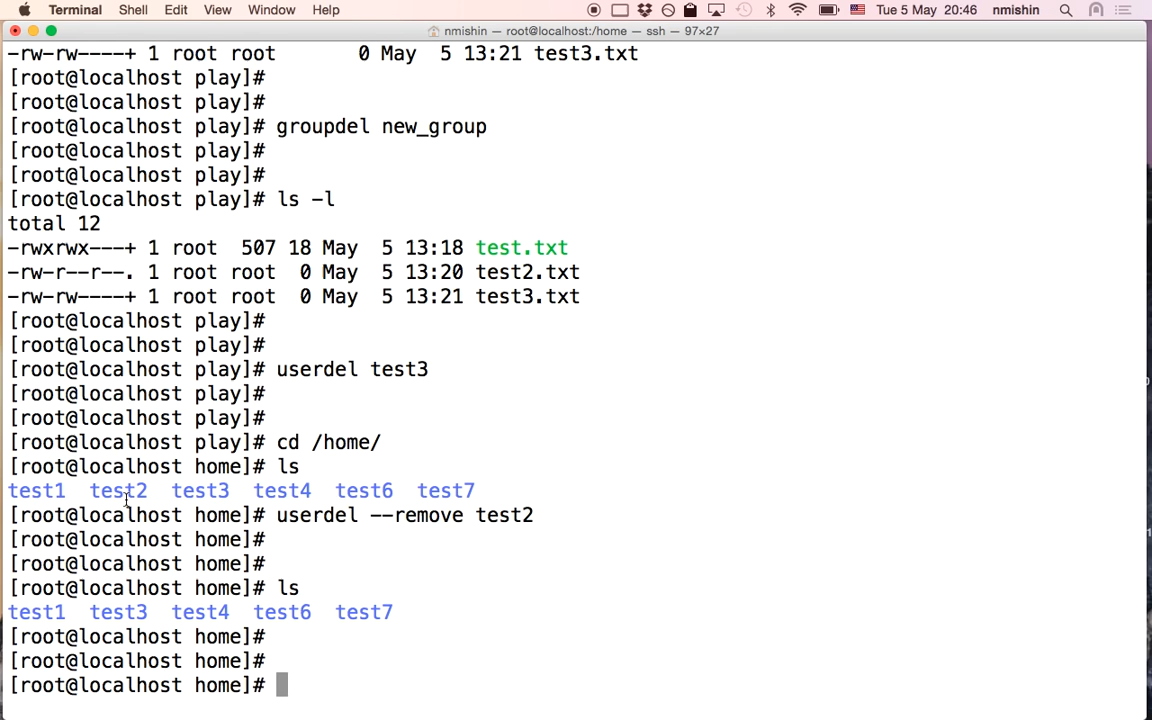 Terminal Shell Edit View Window Help Tue 5 May 20:46 nmishin
nmishin — root@localhost:/home — ssh — 97×27
-rw-rw----+ 1 root root 0 May 5 13:21 test3.txt
[root@localhost play]#
[root@localhost play]#
[root@localhost play]# groupdel new_group
[root@localhost play]#
[root@localhost play]#
[root@localhost play]# ls -l
total 12
-rwxrwx---+ 1 root 507 18 May 5 13:18 test.txt
-rw-r--r--. 1 root root 0 May 5 13:20 test2.txt
-rw-rw----+ 1 root root 0 May 5 13:21 test3.txt
[root@localhost play]#
[root@localhost play]#
[root@localhost play]# userdel test3
[root@localhost play]#
[root@localhost play]#
[root@localhost play]# cd /home/
[root@localhost home]# ls
test1 test2 test3 test4 test6 test7
[root@localhost home]# userdel --remove test2
[root@localhost home]#
[root@localhost home]#
[root@localhost home]# ls
test1 test3 test4 test6 test7
[root@localhost home]#
[root@localhost home]#
[root@localhost home]#